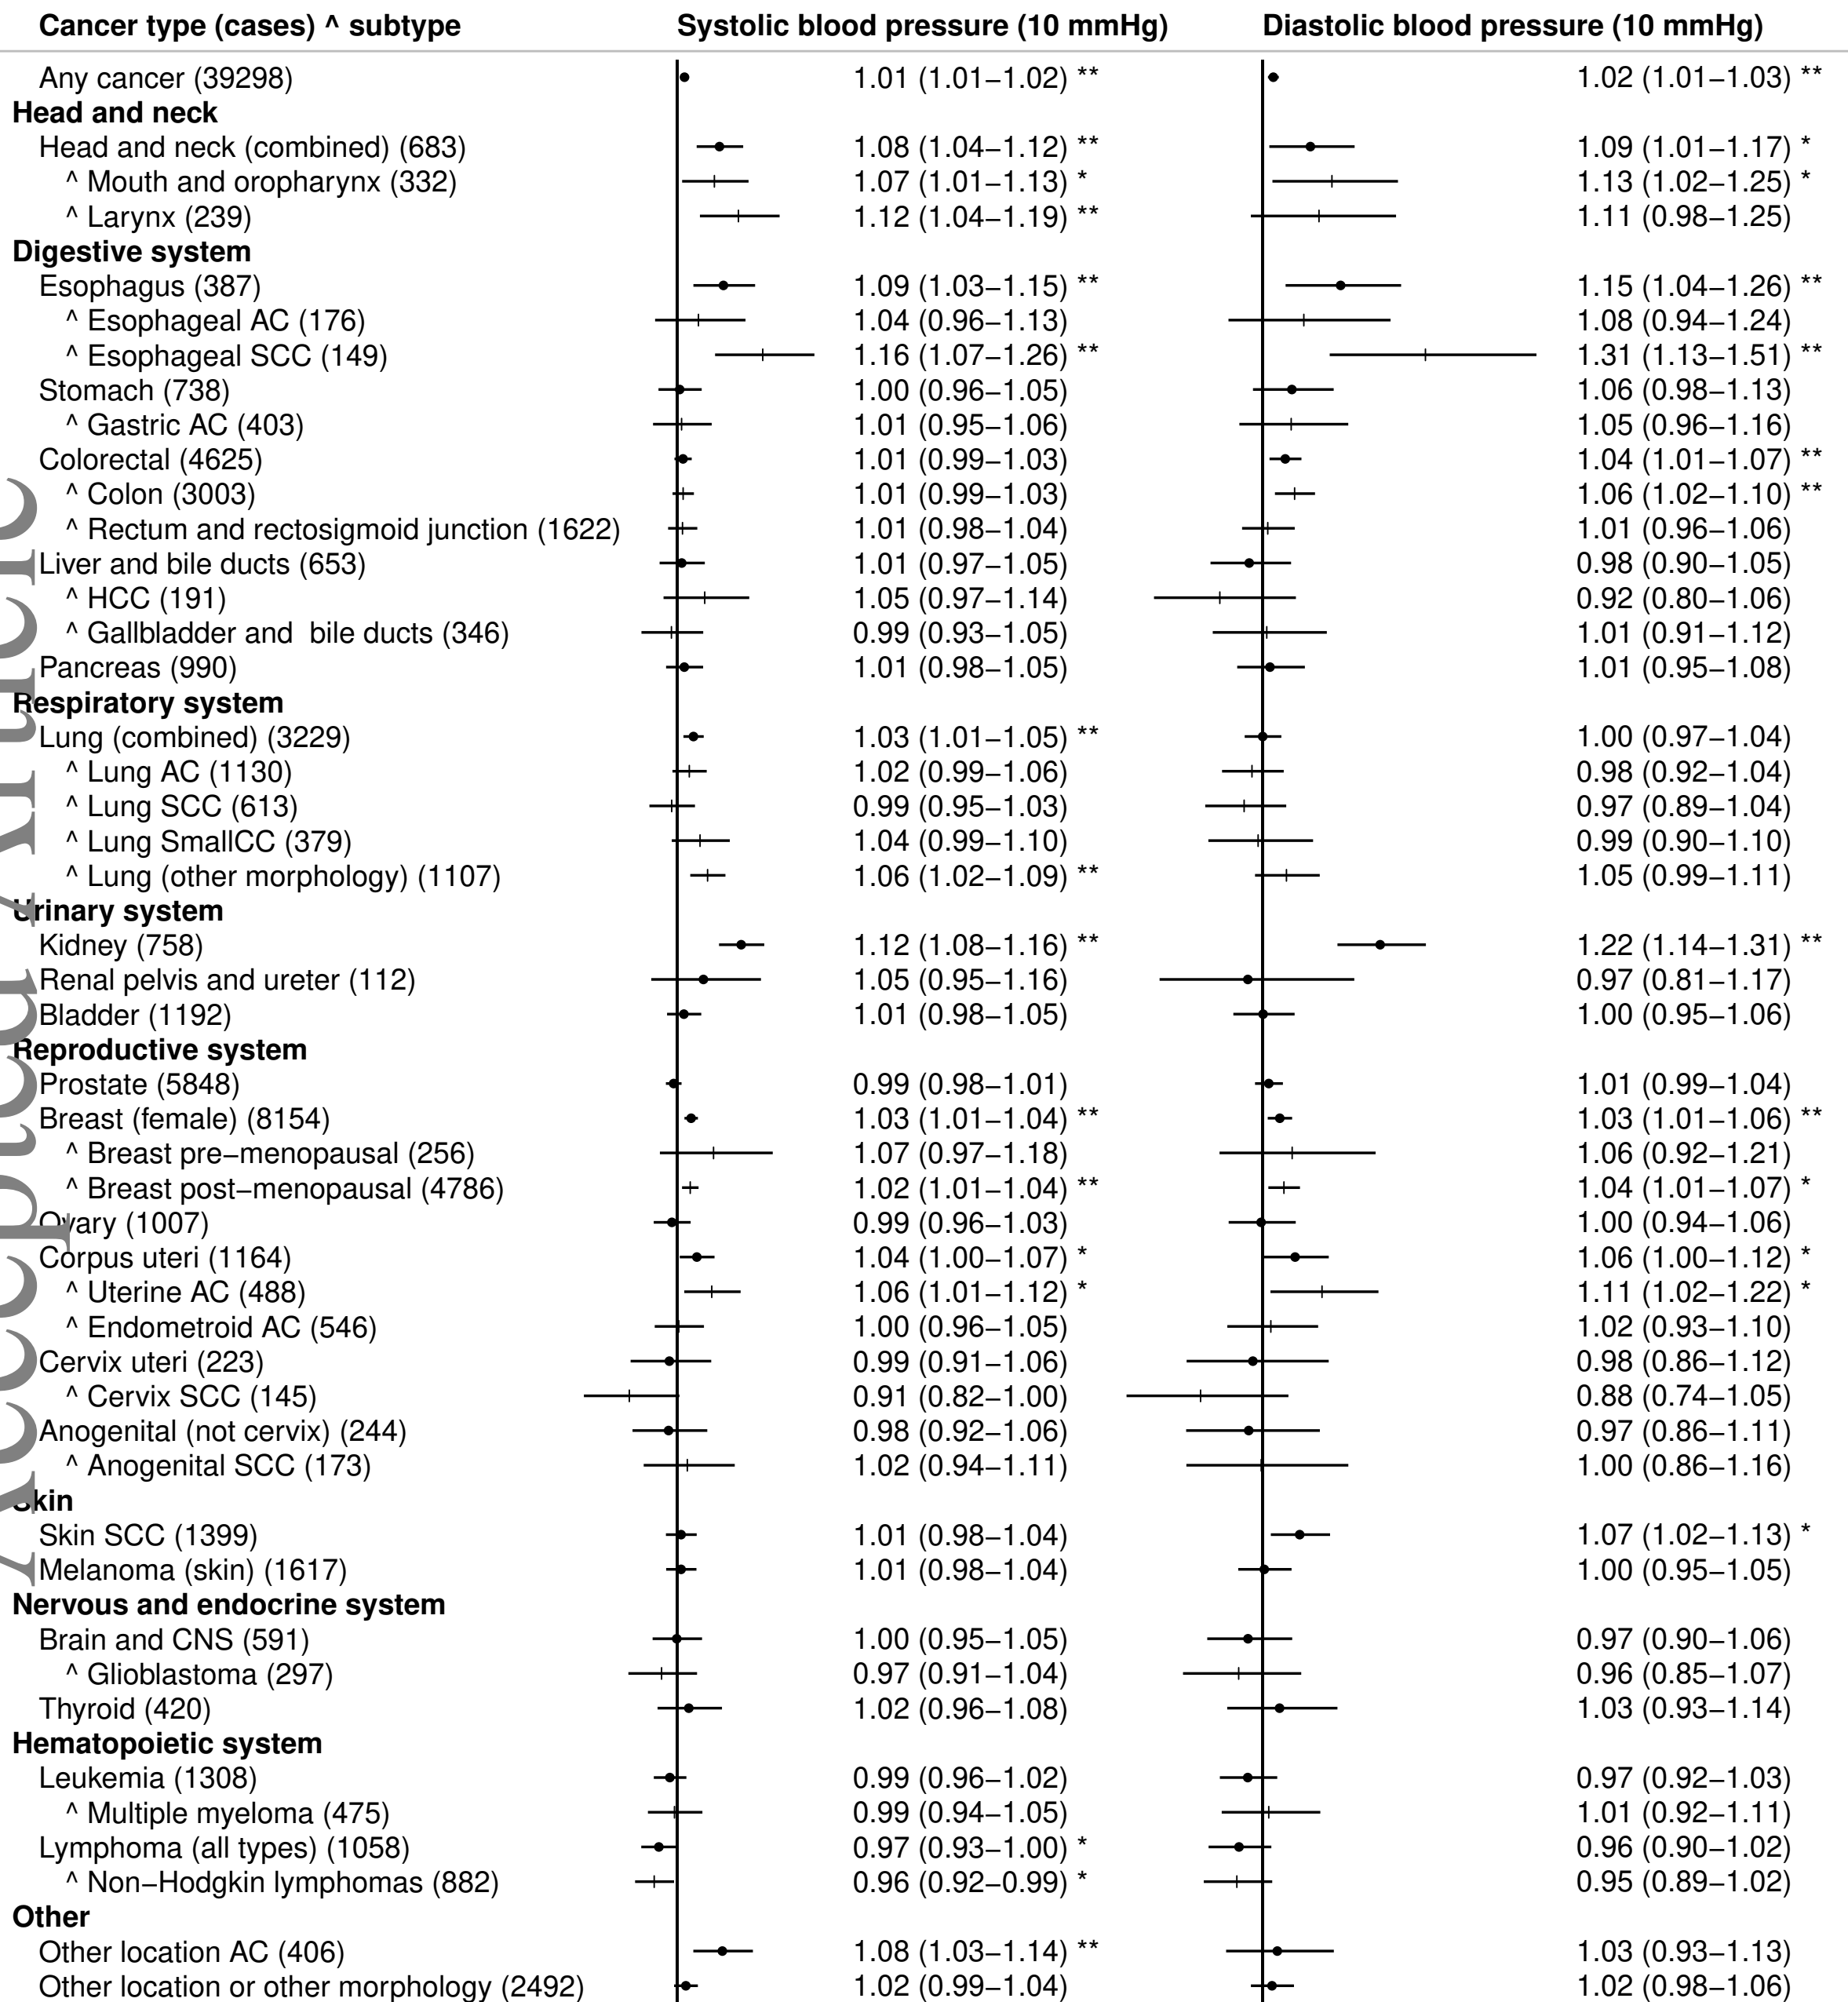 Cancer type (cases) ^ subtype Systolic blood pressure (10 mmHg) Diastolic blood pressure (10 mmHg)
Any cancer (39298) 1.01 (1.01−1.02) ** 1.02 (1.01−1.03) **
Head and neck
Head and neck (combined) (683) 1.08 (1.04−1.12) ** 1.09 (1.01−1.17) *
^ Mouth and oropharynx (332) 1.07 (1.01−1.13) * 1.13 (1.02−1.25) *
^ Larynx (239) 1.12 (1.04−1.19) ** 1.11 (0.98−1.25)
Digestive system
Esophagus (387) 1.09 (1.03−1.15) ** 1.15 (1.04−1.26) **
^ Esophageal AC (176) 1.04 (0.96−1.13) 1.08 (0.94−1.24)
^ Esophageal SCC (149) 1.16 (1.07−1.26) ** 1.31 (1.13−1.51) **
Stomach (738) 1.00 (0.96−1.05) 1.06 (0.98−1.13)
^ Gastric AC (403) 1.01 (0.95−1.06) 1.05 (0.96−1.16)
Colorectal (4625) 1.01 (0.99−1.03) 1.04 (1.01−1.07) **
^ Colon (3003) 1.01 (0.99−1.03) 1.06 (1.02−1.10) **
^ Rectum and rectosigmoid junction (1622) 1.01 (0.98−1.04) 1.01 (0.96−1.06)
Liver and bile ducts (653) 1.01 (0.97−1.05) 0.98 (0.90−1.05)
^ HCC (191) 1.05 (0.97−1.14) 0.92 (0.80−1.06)
^ Gallbladder and bile ducts (346) 0.99 (0.93−1.05) 1.01 (0.91−1.12)
Pancreas (990) 1.01 (0.98−1.05) 1.01 (0.95−1.08)
Respiratory system
Lung (combined) (3229) 1.03 (1.01−1.05) ** 1.00 (0.97−1.04)
^ Lung AC (1130) 1.02 (0.99−1.06) 0.98 (0.92−1.04)
^ Lung SCC (613) 0.99 (0.95−1.03) 0.97 (0.89−1.04)
^ Lung SmallCC (379) 1.04 (0.99−1.10) 0.99 (0.90−1.10)
^ Lung (other morphology) (1107) 1.06 (1.02−1.09) ** 1.05 (0.99−1.11)
Urinary system
Kidney (758) 1.12 (1.08−1.16) ** 1.22 (1.14−1.31) **
Renal pelvis and ureter (112) 1.05 (0.95−1.16) 0.97 (0.81−1.17)
Bladder (1192) 1.01 (0.98−1.05) 1.00 (0.95−1.06)
Reproductive system
Prostate (5848) 0.99 (0.98−1.01) 1.01 (0.99−1.04)
Breast (female) (8154) 1.03 (1.01−1.04) ** 1.03 (1.01−1.06) **
^ Breast pre−menopausal (256) 1.07 (0.97−1.18) 1.06 (0.92−1.21)
^ Breast post−menopausal (4786) 1.02 (1.01−1.04) ** 1.04 (1.01−1.07) *
Ovary (1007) 0.99 (0.96−1.03) 1.00 (0.94−1.06)
Corpus uteri (1164) 1.04 (1.00−1.07) * 1.06 (1.00−1.12) *
^ Uterine AC (488) 1.06 (1.01−1.12) * 1.11 (1.02−1.22) *
^ Endometroid AC (546) 1.00 (0.96−1.05) 1.02 (0.93−1.10)
Cervix uteri (223) 0.99 (0.91−1.06) 0.98 (0.86−1.12)
^ Cervix SCC (145) 0.91 (0.82−1.00) 0.88 (0.74−1.05)
Anogenital (not cervix) (244) 0.98 (0.92−1.06) 0.97 (0.86−1.11)
^ Anogenital SCC (173) 1.02 (0.94−1.11) 1.00 (0.86−1.16)
Skin
Skin SCC (1399) 1.01 (0.98−1.04) 1.07 (1.02−1.13) *
Melanoma (skin) (1617) 1.01 (0.98−1.04) 1.00 (0.95−1.05)
Nervous and endocrine system
Brain and CNS (591) 1.00 (0.95−1.05) 0.97 (0.90−1.06)
^ Glioblastoma (297) 0.97 (0.91−1.04) 0.96 (0.85−1.07)
Thyroid (420) 1.02 (0.96−1.08) 1.03 (0.93−1.14)
Hematopoietic system
Leukemia (1308) 0.99 (0.96−1.02) 0.97 (0.92−1.03)
^ Multiple myeloma (475) 0.99 (0.94−1.05) 1.01 (0.92−1.11)
Lymphoma (all types) (1058) 0.97 (0.93−1.00) * 0.96 (0.90−1.02)
^ Non−Hodgkin lymphomas (882) 0.96 (0.92−0.99) * 0.95 (0.89−1.02)
Other
Other location AC (406) 1.08 (1.03−1.14) ** 1.03 (0.93−1.13)
Other location or other morphology (2492) 1.02 (0.99−1.04) 1.02 (0.98−1.06)
Accepted Article